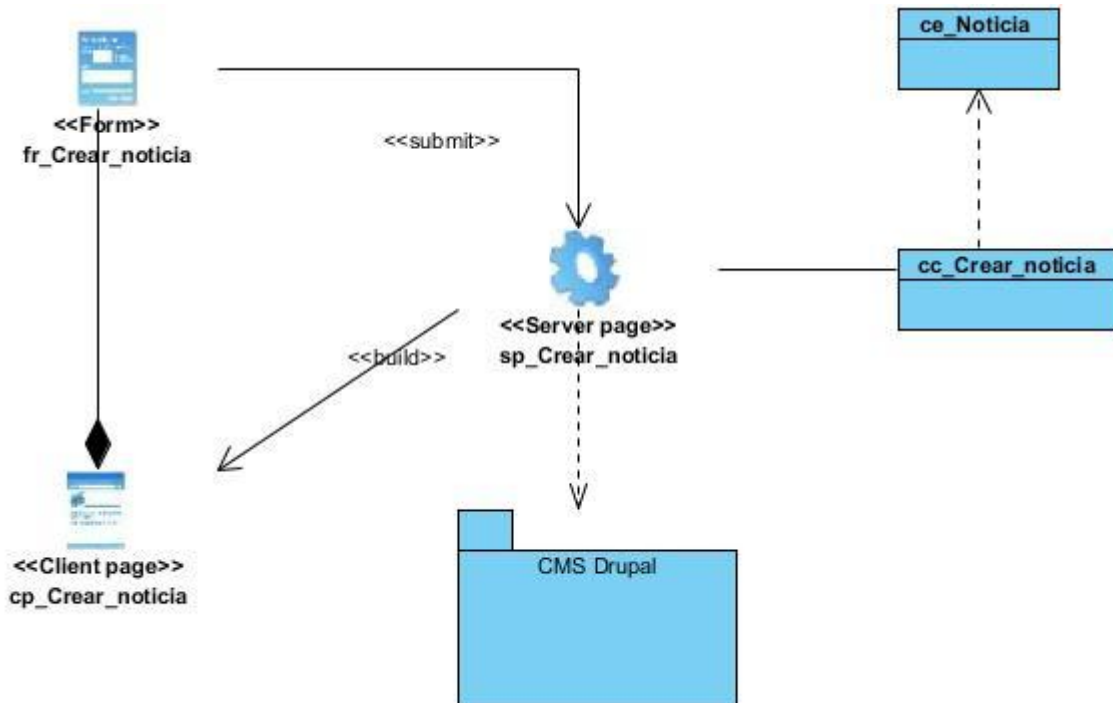 ce_Noticia
<<Form>>
fr_Crear_noticia
<<submit>>
cc_Crear_noticia
<<Server page>>
sp_Crear_noticia
<<build>>
CMS Drupal
<<Client page>>
cp_Crear_noticia